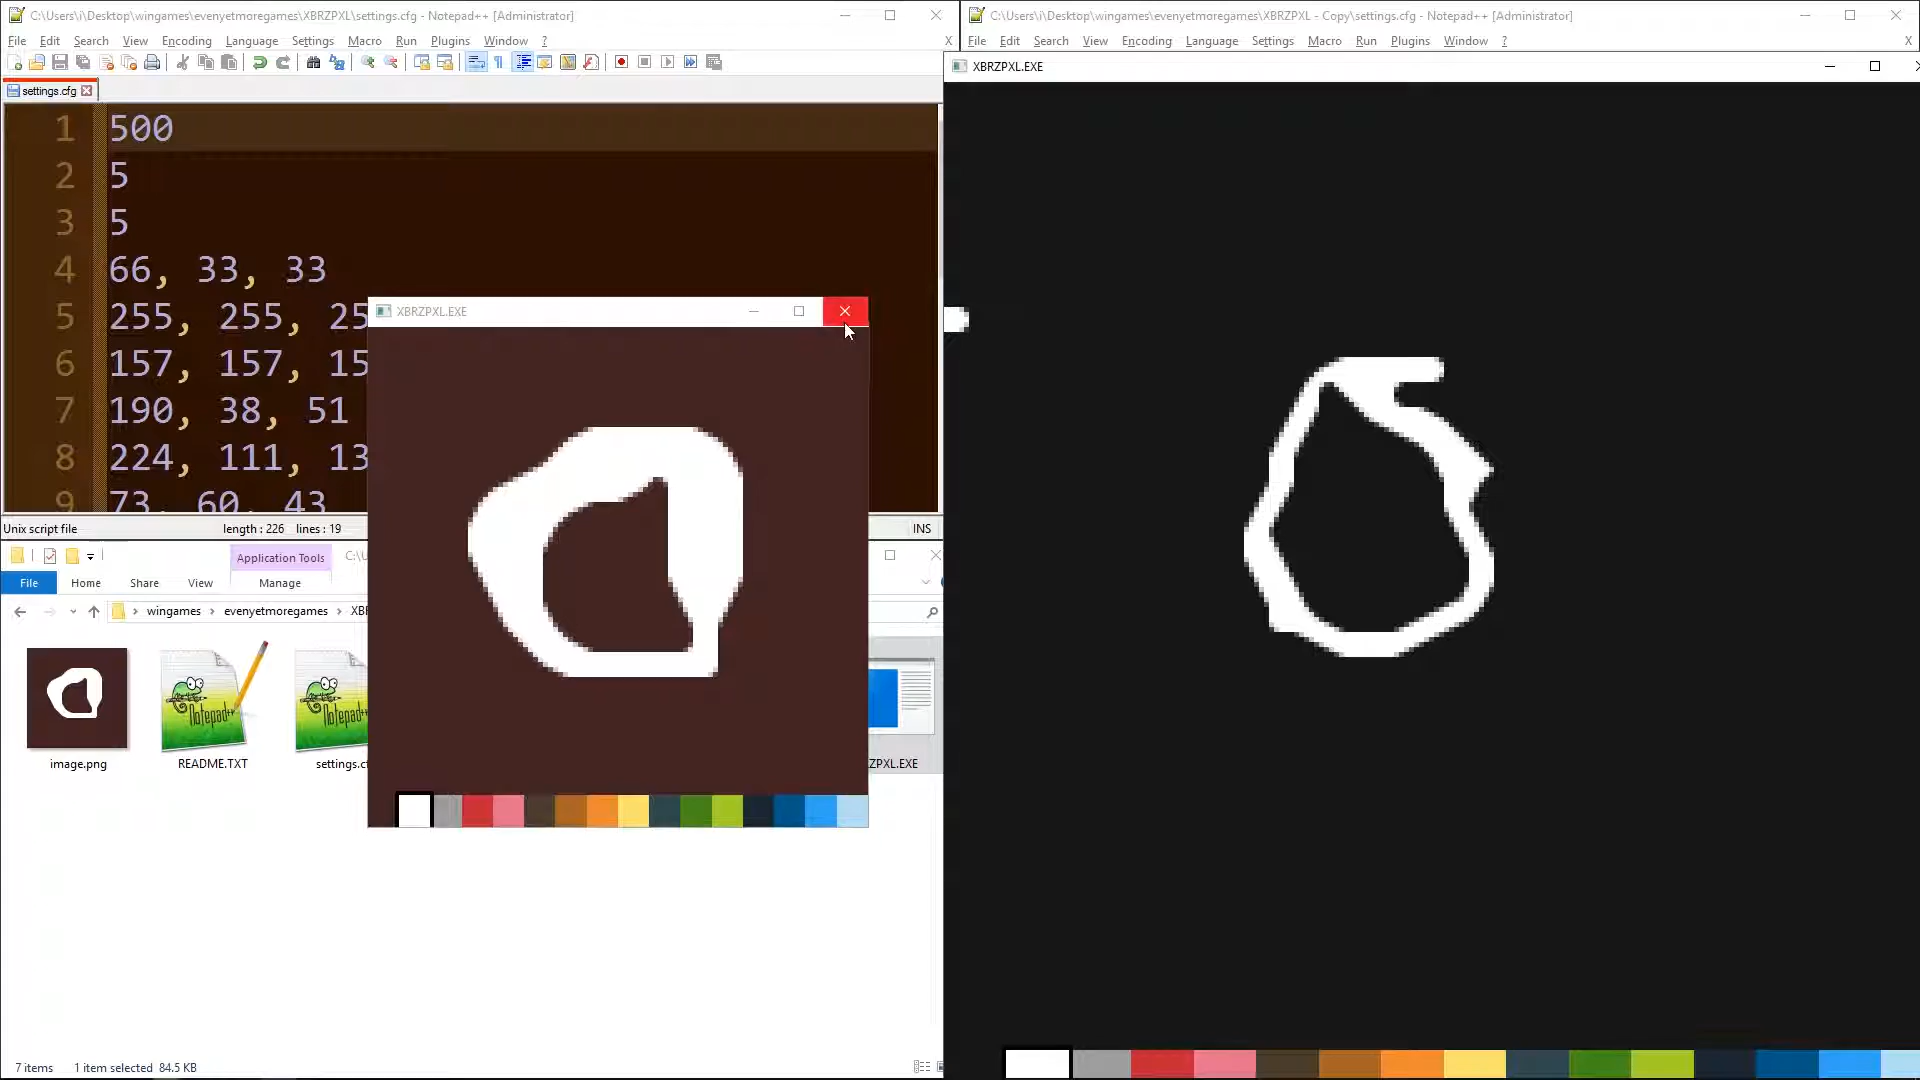 C:\Users\i\Desktop\wingames\evenyetmoregames\XBRZPXL\settings.cfg - Notepad++ [Administrator]
File Edit Search View Encoding Language Settings Macro Run Plugins Window ? X
settings.cfg
1 500
2 5
3 5
4 66, 33, 33
5 255, 255, 25
6 157, 157, 15
7 190, 38, 51
8 224, 111, 13
9 73, 60, 43
Unix script file length : 226 lines : 19 INS
XBRZPXL.EXE
Application Tools C:\U
File Home Share View Manage
wingames evenyetmoregames XBR
image.png README.TXT settings.cf ZPXL.EXE
7 items 1 item selected 84.5 KB
C:\Users\i\Desktop\wingames\evenyetmoregames\XBRZPXL - Copy\settings.cfg - Notepad++ [Administrator]
File Edit Search View Encoding Language Settings Macro Run Plugins Window ? X
XBRZPXL.EXE